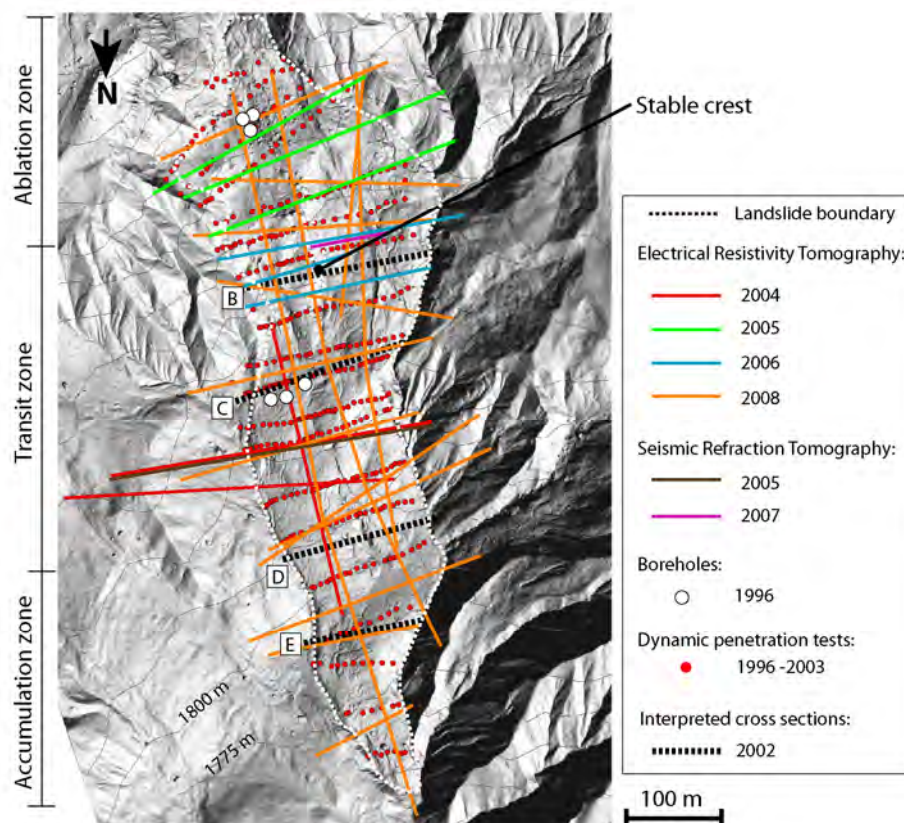 Ablation zone
Transit zone
Accumulation zone
N
Stable crest
B
C
D
E
1800 m
1775 m
Landslide boundary
Electrical Resistivity Tomography:
2004
2005
2006
2008
Seismic Refraction Tomography:
2005
2007
Boreholes:
1996
Dynamic penetration tests:
1996 -2003
Interpreted cross sections:
2002
100 m